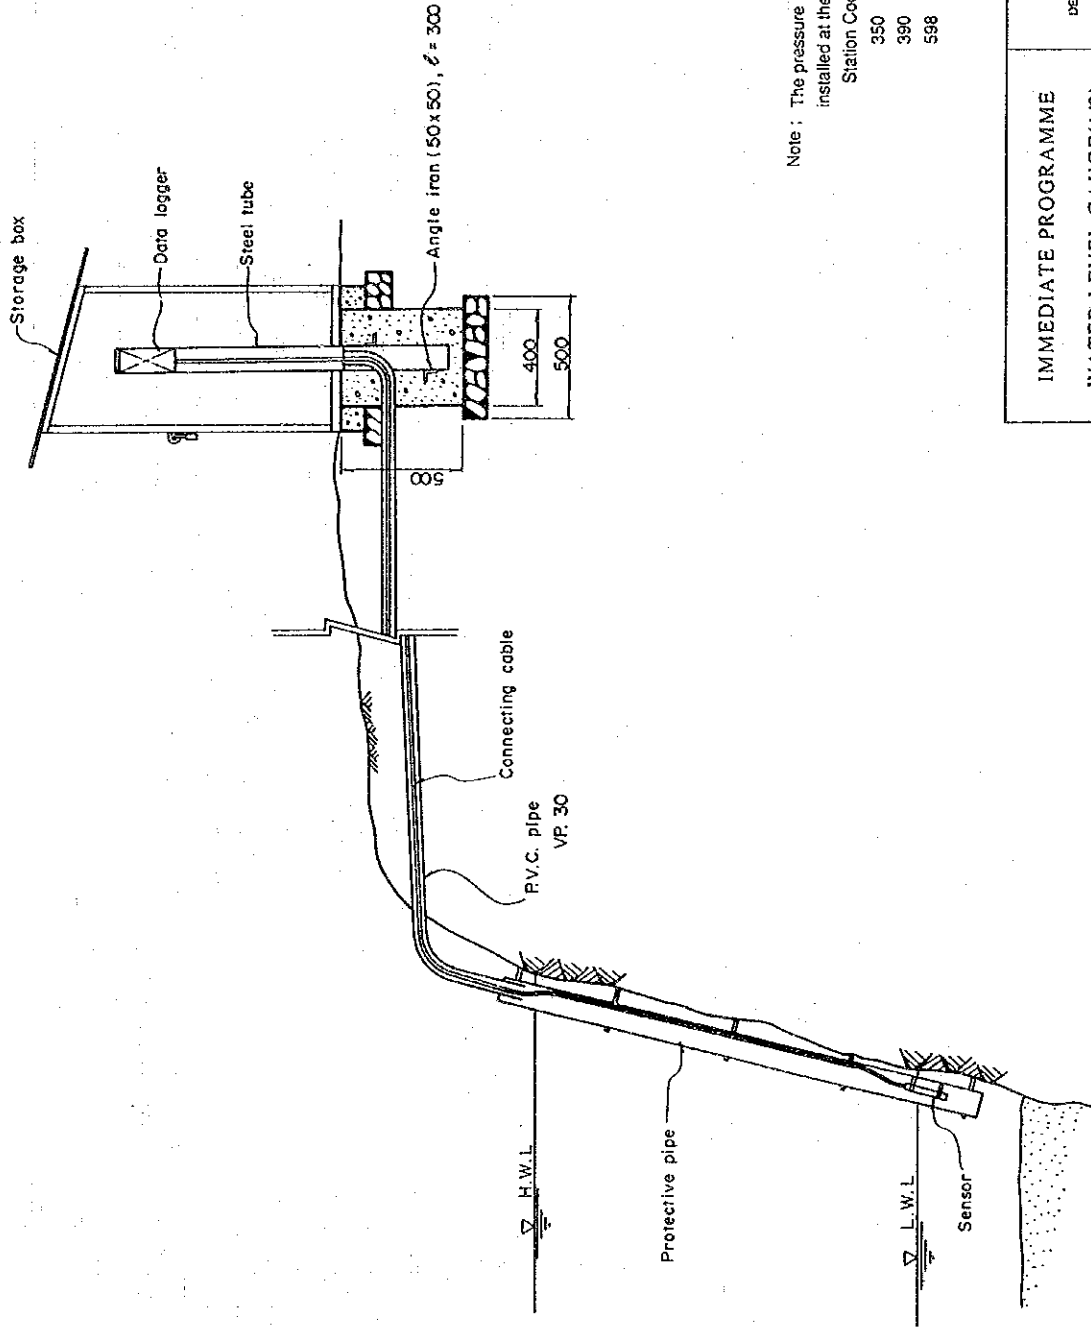 Storage box
Data logger
Steel tube
Angle iron (50x50), ℓ = 300
400
500
500
Connecting cable
P.V.C. pipe
VP. 30
H.W.L
Protective pipe
L.W.L
Sensor
Note ; The pressure
installed at the
Station Co
350
390
598
IMMEDIATE PROGRAMME